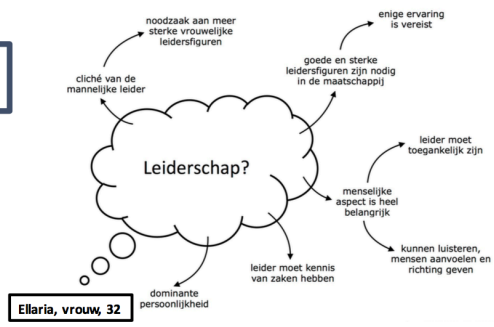 noodzaak aan meer
sterke vrouwelijke
leidersfiguren
cliché van de
mannelijke leider
enige ervaring
is vereist
goede en sterke
leidersfiguren zijn nodig
in de maatschappij
Leiderschap?
leider moet
toegankelijk zijn
menselijke
aspect is heel
belangrijk
kunnen luisteren,
mensen aanvoelen en
richting geven
leider moet kennis
van zaken hebben
dominante
persoonlijkheid
Ellaria, vrouw, 32